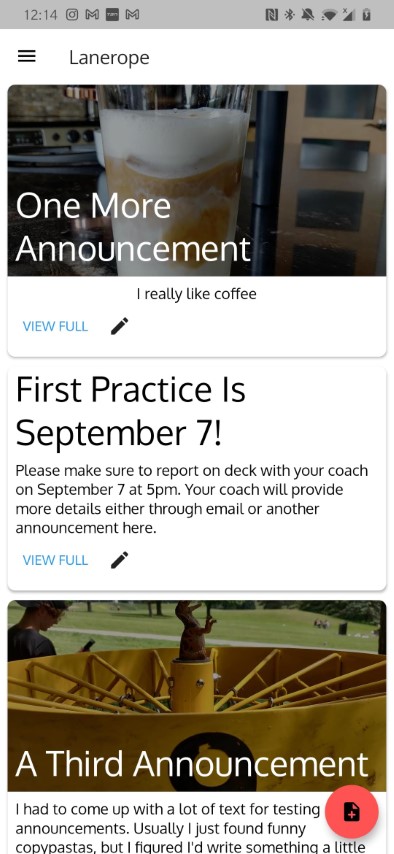 12:14
Lanerope
One More
Announcement
I really like coffee
VIEW FULL
First Practice Is
September 7!
Please make sure to report on deck with your coach
on September 7 at 5pm. Your coach will provide
more details either through email or another
announcement here.
VIEW FULL
A Third Announcement
I had to come up with a lot of text for testing
announcements. Usually I just found funny
copypastas, but I figured I'd write something a little